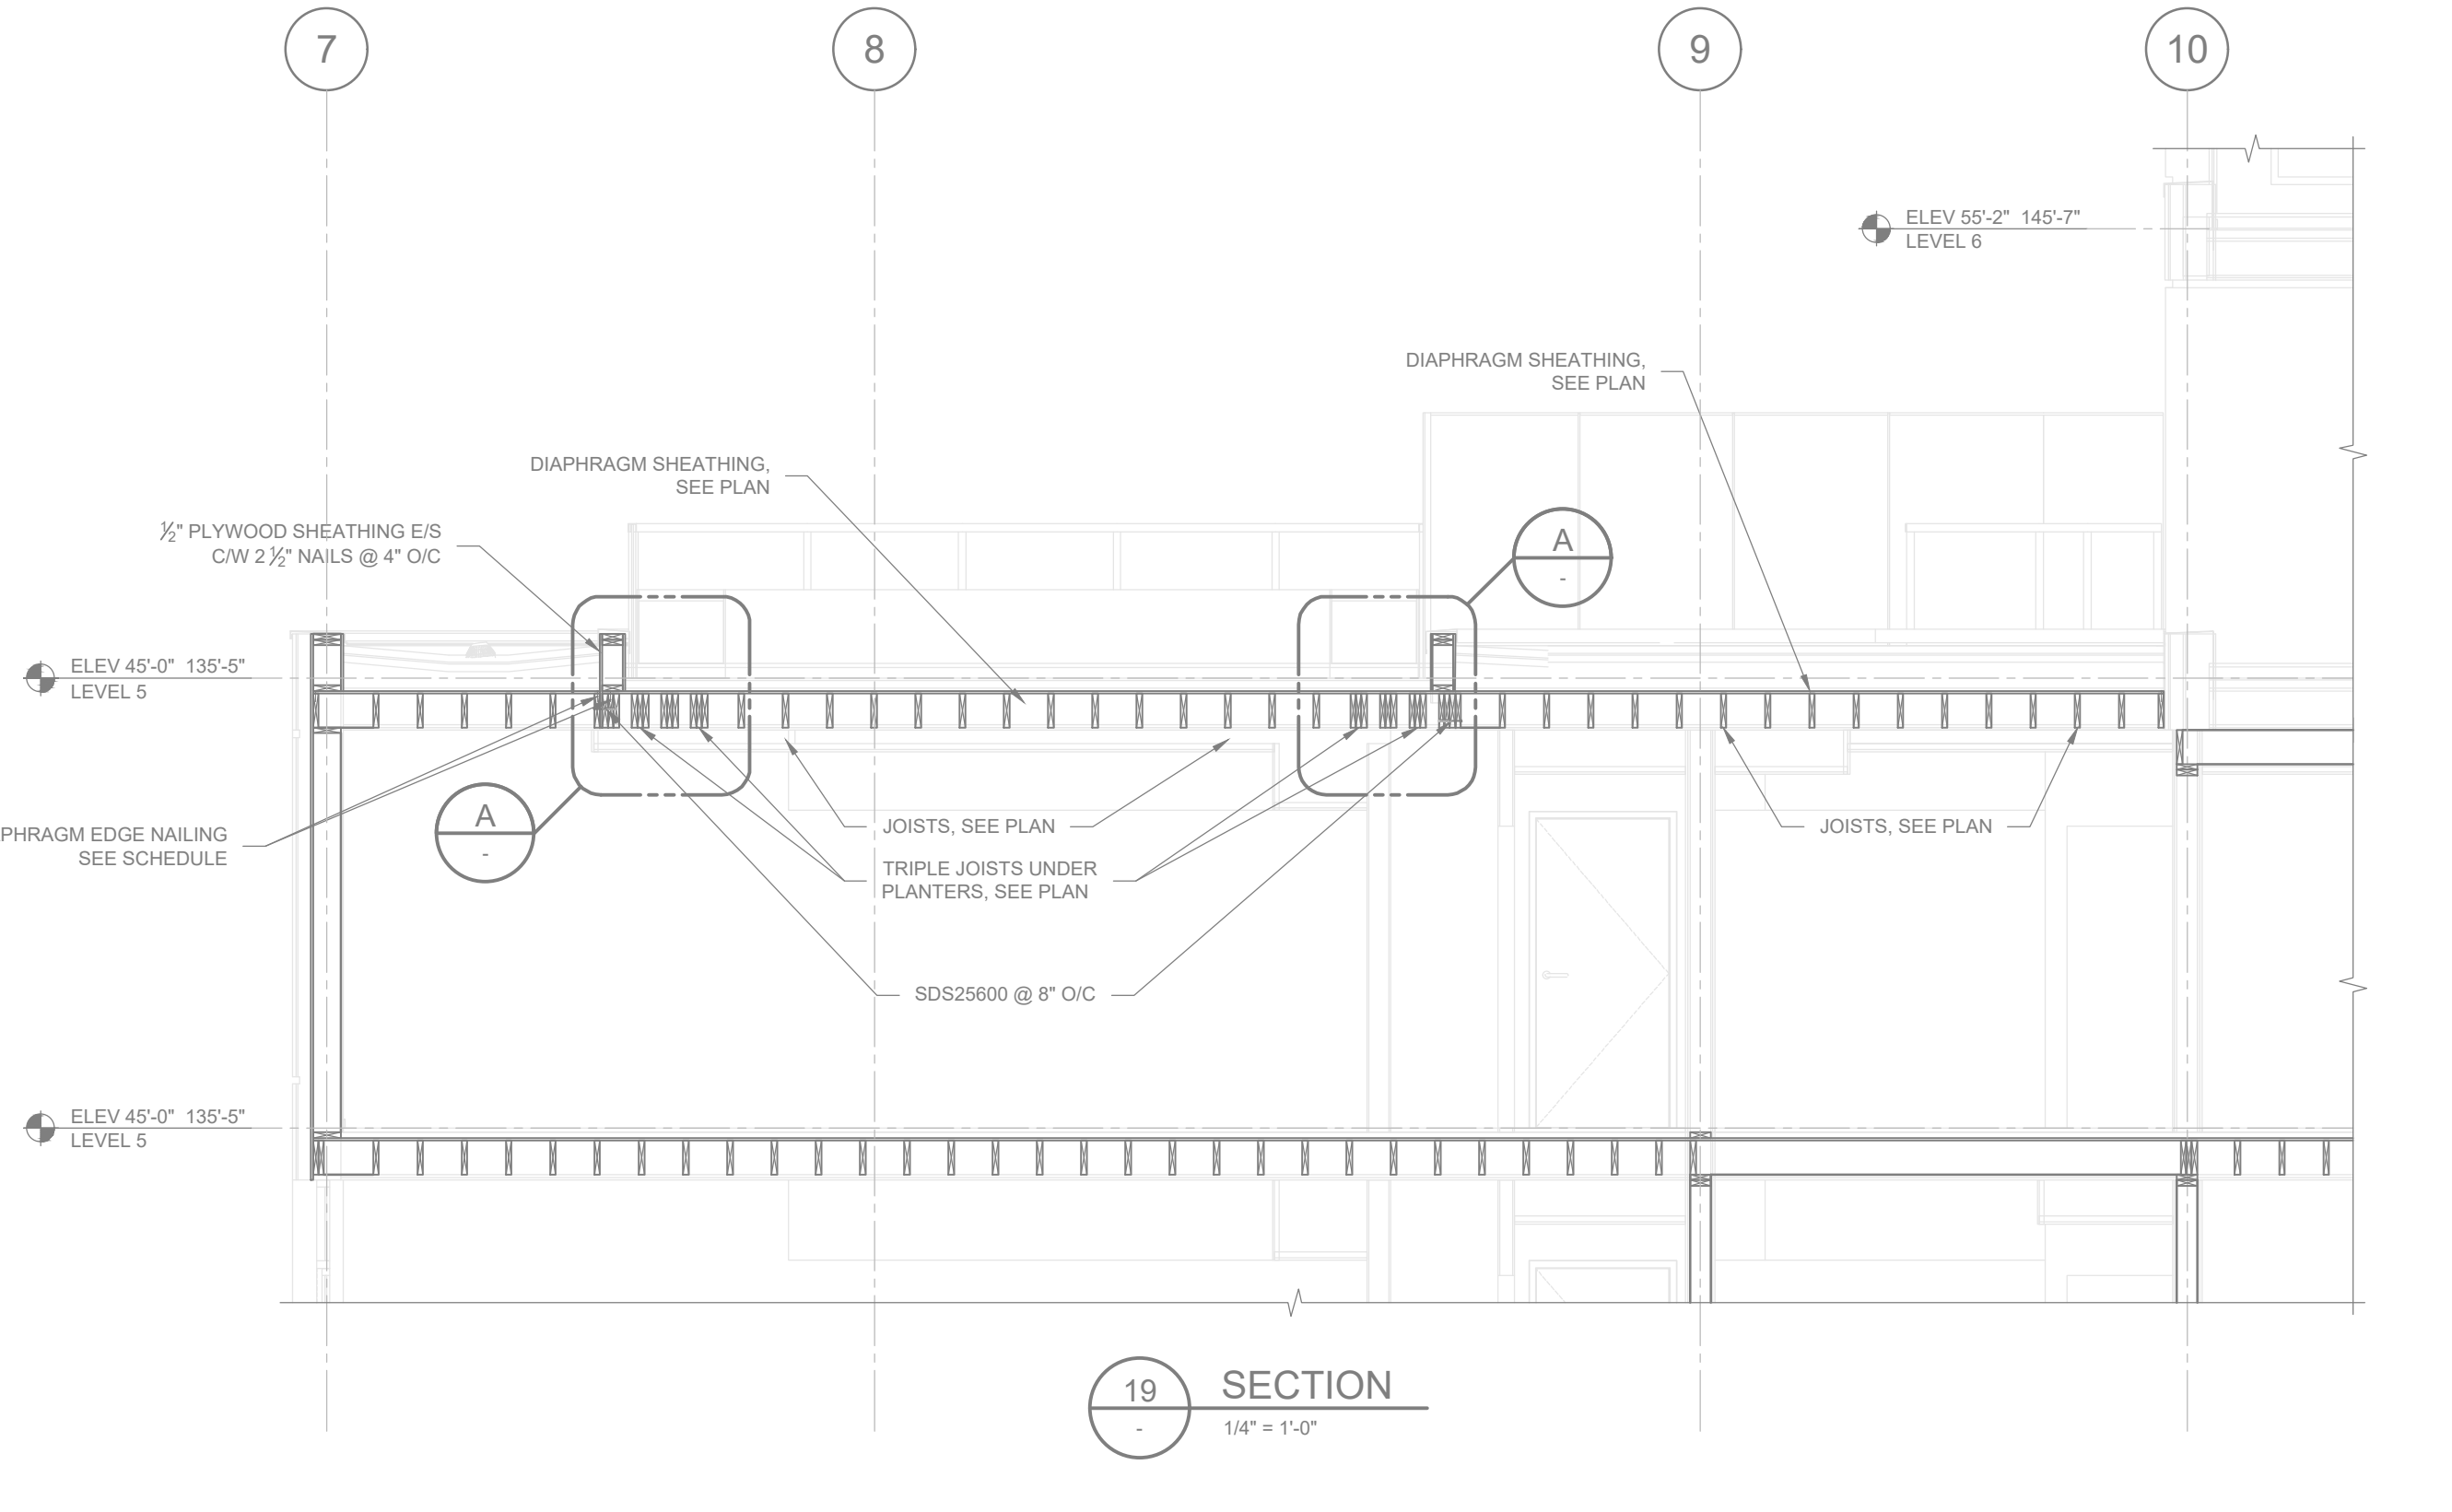 7
8
9
10
ELEV 55'-2" 145'-7"
LEVEL 6
DIAPHRAGM SHEATHING,
SEE PLAN
DIAPHRAGM SHEATHING,
SEE PLAN
½" PLYWOOD SHEATHING E/S
C/W 2 ½" NAILS @ 4" O/C
A
-
ELEV 45'-0" 135'-5"
LEVEL 5
A
-
PHRAGM EDGE NAILING
SEE SCHEDULE
JOISTS, SEE PLAN
JOISTS, SEE PLAN
TRIPLE JOISTS UNDER
PLANTERS, SEE PLAN
SDS25600 @ 8" O/C
ELEV 45'-0" 135'-5"
LEVEL 5
19
-
SECTION
1/4" = 1'-0"